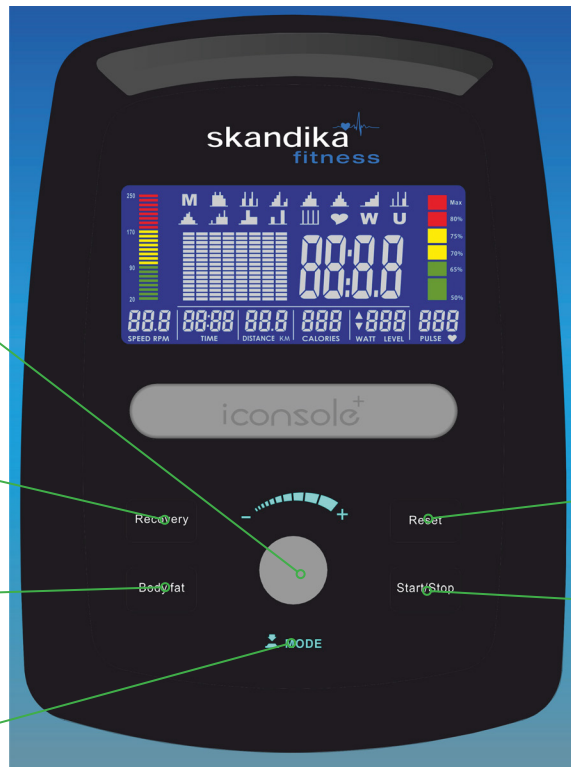 skandika
fitness
250
170
90
20
M
W U
Max
80%
75%
70%
65%
50%
88:8.8
88.8 88:88 88.8 888 888 888
SPEED RPM TIME DISTANCE KM CALORIES WATT LEVEL PULSE
iconsole+
- +
Recovery
Reset
Body fat
Start/Stop
MODE